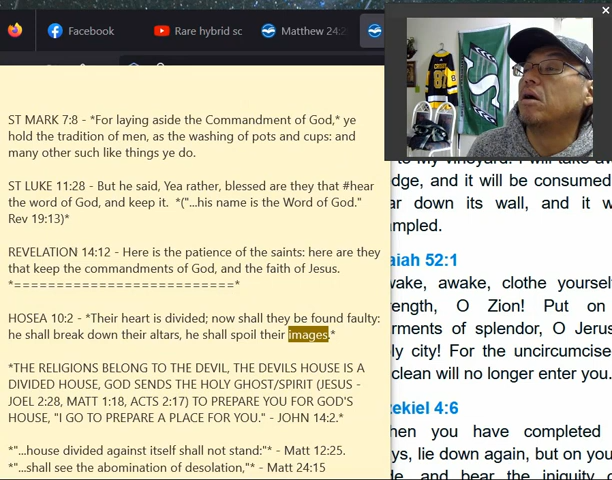 Facebook
Rare hybrid sc
Matthew 24:2
ST MARK 7:8 - *For laying aside the Commandment of God,* ye
hold the tradition of men, as the washing of pots and cups: and
many other such like things ye do.
ST LUKE 11:28 - But he said, Yea rather, blessed are they that #hear
the word of God, and keep it. *("...his name is the Word of God."
Rev 19:13)*
REVELATION 14:12 - Here is the patience of the saints: here are they
that keep the commandments of God, and the faith of Jesus.
*==========================*
HOSEA 10:2 - *Their heart is divided; now shall they be found faulty:
he shall break down their altars, he shall spoil their images.*
*THE RELIGIONS BELONG TO THE DEVIL, THE DEVILS HOUSE IS A
DIVIDED HOUSE, GOD SENDS THE HOLY GHOST/SPIRIT (JESUS -
JOEL 2:28, MATT 1:18, ACTS 2:17) TO PREPARE YOU FOR GOD'S
HOUSE, "I GO TO PREPARE A PLACE FOR YOU." - JOHN 14:2.*
*"...house divided against itself shall not stand:"* - Matt 12:25.
*"...shall see the abomination of desolation,"* - Matt 24:15
to My vineyard! I will take aw
dge, and it will be consumed
ar down its wall, and it w
mpled.
aiah 52:1
wake, awake, clothe yourself
ength, O Zion! Put on
rments of splendor, O Jerus
ly city! For the uncircumcise
clean will no longer enter you.
ekiel 4:6
hen you have completed
ys, lie down again, but on you
de, and bear the iniquity o